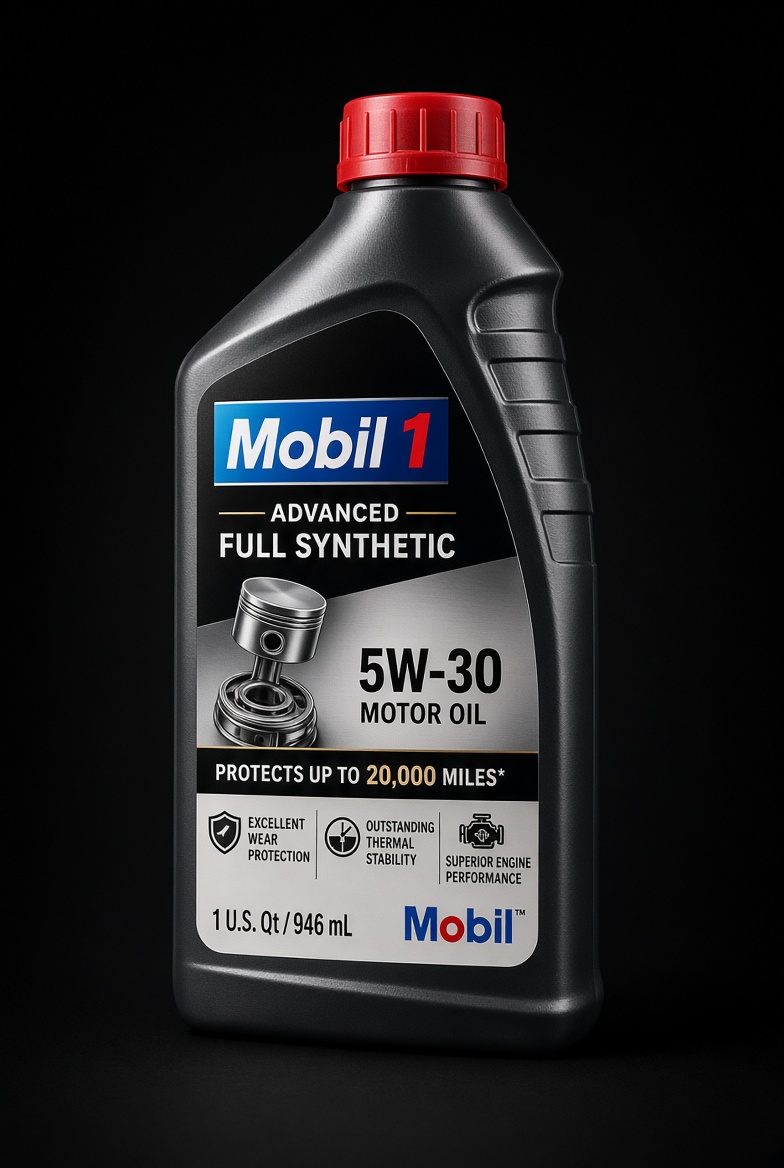 Mobil 1
ADVANCED
FULL SYNTHETIC
5W-30
MOTOR OIL
PROTECTS UP TO 20,000 MILES*
EXCELLENT
WEAR
PROTECTION
OUTSTANDING
THERMAL
STABILITY
SUPERIOR ENGINE
PERFORMANCE
1 U.S. Qt / 946 mL
Mobil™